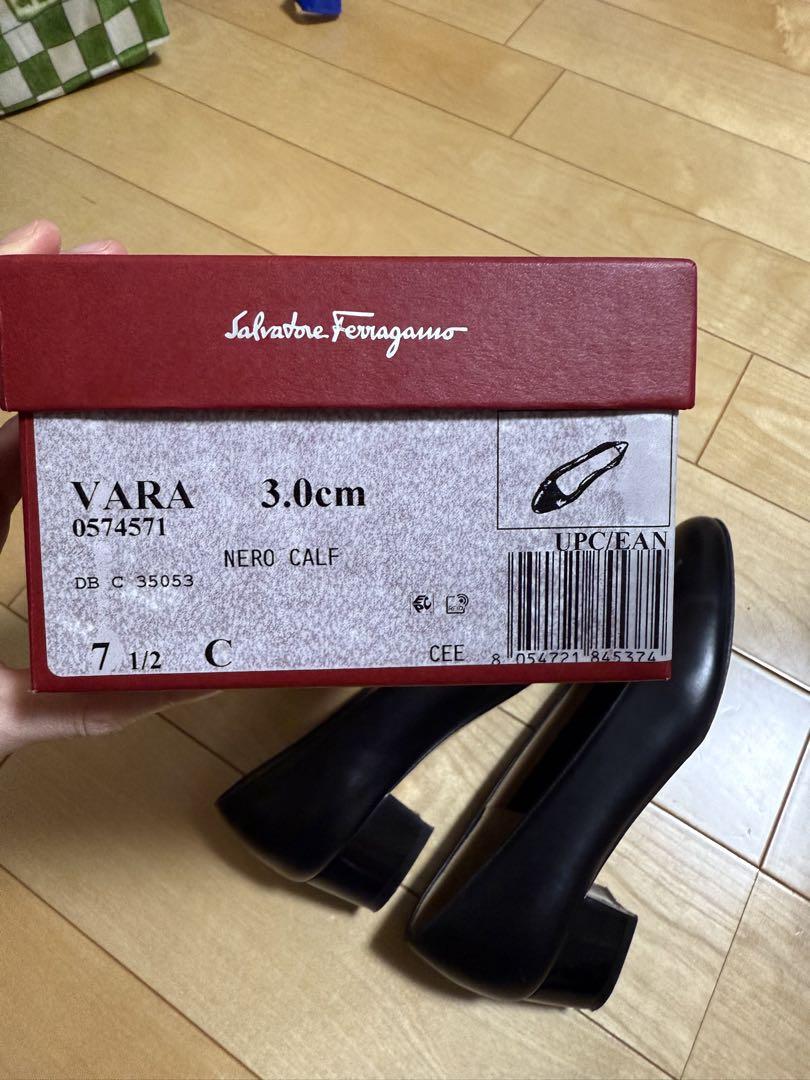 Salvatore Ferragamo
VARA 3.0cm
0574571
UPC/EAN
NERO CALF
DB C 35053
7 1/2 C
CEE
8 054721 845374